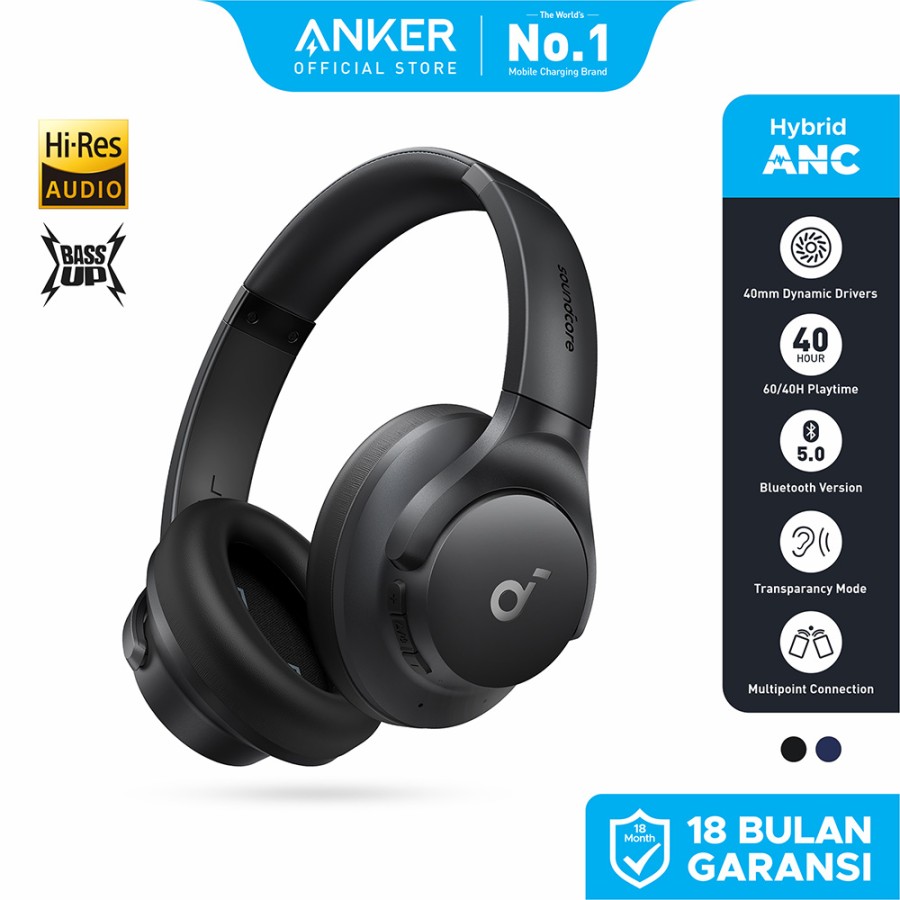 ANKER
OFFICIAL STORE
The World's
No.1
Mobile Charging Brand
Hi-Res
AUDIO
BASS
UP
Hybrid
ANC
40mm Dynamic Drivers
40
HOUR
60/40H Playtime
5.0
Bluetooth Version
Transparancy Mode
Multipoint Connection
soundcore
L
18
Month
18 BULAN
GARANSI